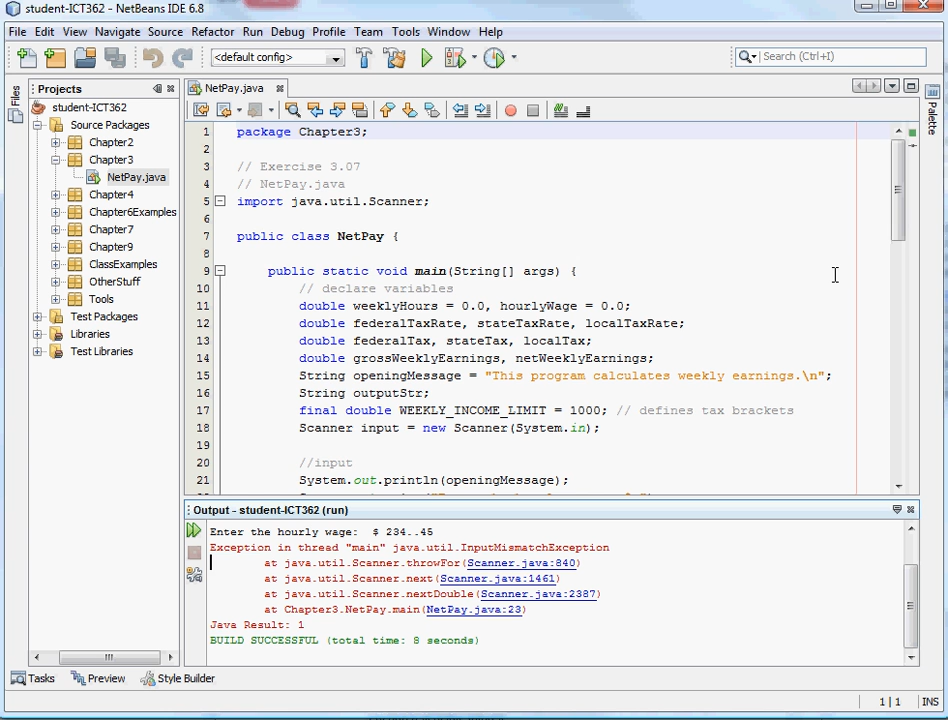 student-ICT362 - NetBeans IDE 6.8
File Edit View Navigate Source Refactor Run Debug Profile Team Tools Window Help
<default config>
Search (Ctrl+I)
Files
Projects
student-ICT362
Source Packages
Chapter2
Chapter3
NetPay.java
Chapter4
Chapter6Examples
Chapter7
Chapter9
ClassExamples
OtherStuff
Tools
Test Packages
Libraries
Test Libraries
NetPay.java
Palette
1 package Chapter3;
2
3 // Exercise 3.07
4 // NetPay.java
5 import java.util.Scanner;
6
7 public class NetPay {
8
9 public static void main(String[] args) {
10 // declare variables
11 double weeklyHours = 0.0, hourlyWage = 0.0;
12 double federalTaxRate, stateTaxRate, localTaxRate;
13 double federalTax, stateTax, localTax;
14 double grossWeeklyEarnings, netWeeklyEarnings;
15 String openingMessage = "This program calculates weekly earnings.\n";
16 String outputStr;
17 final double WEEKLY_INCOME_LIMIT = 1000; // defines tax brackets
18 Scanner input = new Scanner(System.in);
19
20 //input
21 System.out.println(openingMessage);
Output - student-ICT362 (run)
Enter the hourly wage:  $ 234..45
Exception in thread "main" java.util.InputMismatchException
at java.util.Scanner.throwFor(Scanner.java:840)
at java.util.Scanner.next(Scanner.java:1461)
at java.util.Scanner.nextDouble(Scanner.java:2387)
at Chapter3.NetPay.main(NetPay.java:23)
Java Result: 1
BUILD SUCCESSFUL (total time: 8 seconds)
Tasks Preview Style Builder
1|1 INS